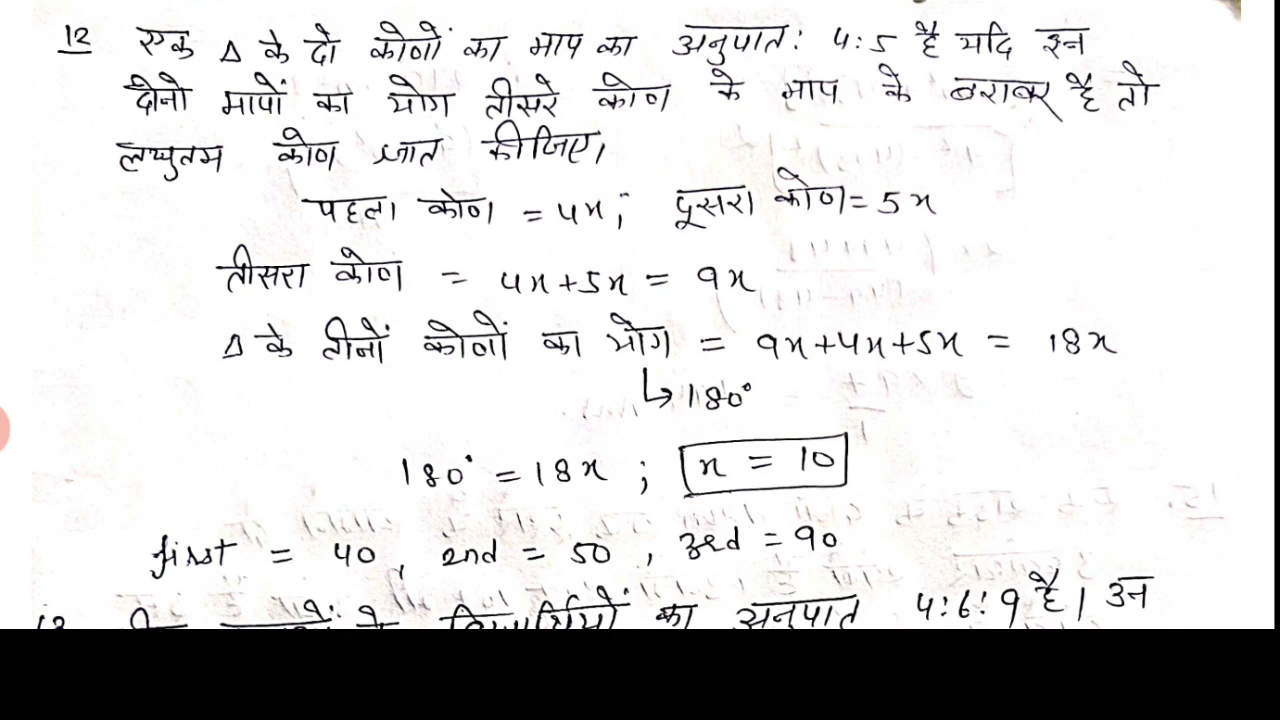 12 एक Δ के दो कोणों का माप का अनुपात: 4:5 है यदि इन
दोनो मापों का योग तीसरे कोण के माप के बराबर है तो
लघुतम कोण ज्ञात कीजिए।
पहला कोण = 4x; दूसरा कोण = 5x
तीसरा कोण = 4x+5x = 9x
Δ के तीनों कोणों का योग = 9x+4x+5x = 18x
↳ 180°
180° = 18x ; x = 10
first = 40, 2nd = 50, 3rd = 90
का अनुपात 4:6:9 है। उन